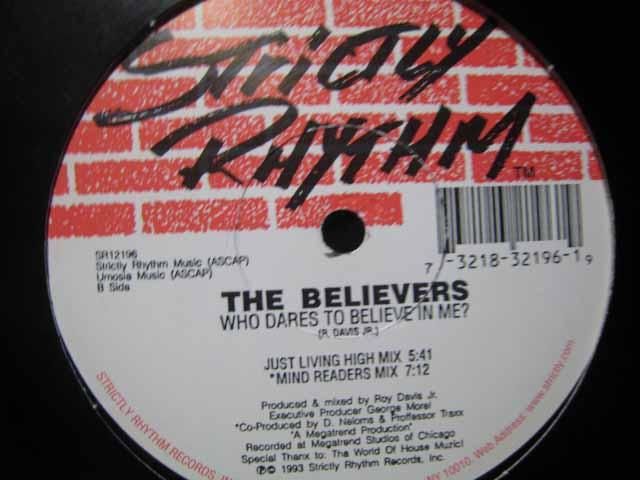 STRICTLY
RHYTHM TM
SR12196
Strictly Rhythm Music (ASCAP)
Umosia Music (ASCAP)
B Side
7 -3218-32196-1 9
THE BELIEVERS
WHO DARES TO BELIEVE IN ME?
(R. DAVIS JR.)
JUST LIVING HIGH MIX 5:41
*MIND READERS MIX 7:12
Produced & mixed by Roy Davis Jr.
Executive Producer George Morel
*Co-Produced by D. Neloms & Proffessor Traxx
"A Megatrend Production"
Recorded at Megatrend Studios of Chicago
Special Thanx to: Tha World Of House Muzic!
℗© 1993 Strictly Rhythm Records, Inc.
STRICTLY RHYTHM RECORDS, IN
NY 10010. Web Address: www.strictly.com